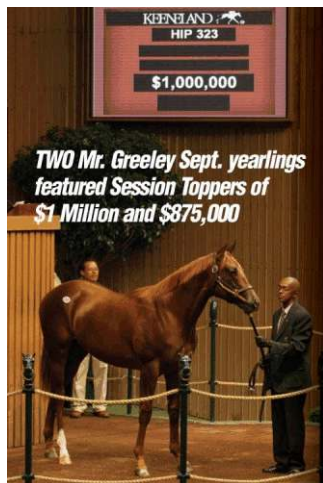 KEENELAND
HIP 323
$1,000,000
TWO Mr. Greeley Sept. yearlings
featured Session Toppers of
$1 Million and $875,000